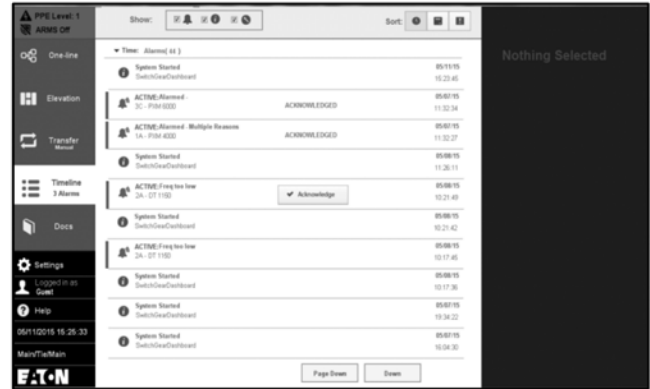 PPE Level: 1
ARMS Off
Show:
Sort:
One-line
Elevation
Transfer
Manual
Timeline
3 Alarms
Docs
Settings
Logged in as
Guest
Help
05/11/2015 15:25:33
Main/Tie/Main
EATON
Time: Alarms( xx )
System Started
SwitchGearDashboard
05/11/15
15:23:45
ACTIVE:Alarmed -
2C - PXM 8000
ACKNOWLEDGED
05/07/15
11:32:34
ACTIVE:Alarmed - Multiple Reasons
1A - PXM 4000
ACKNOWLEDGED
05/07/15
11:32:27
System Started
SwitchGearDashboard
05/08/15
11:26:11
ACTIVE:Freq too low
2A - DT 1150
Acknowledge
05/08/15
10:21:49
System Started
SwitchGearDashboard
05/08/15
10:21:42
ACTIVE:Freq too low
2A - DT 1150
05/08/15
10:17:45
System Started
SwitchGearDashboard
05/08/15
10:17:36
System Started
SwitchGearDashboard
05/07/15
19:34:22
System Started
SwitchGearDashboard
05/07/15
16:04:30
Page Down
Down
Nothing Selected